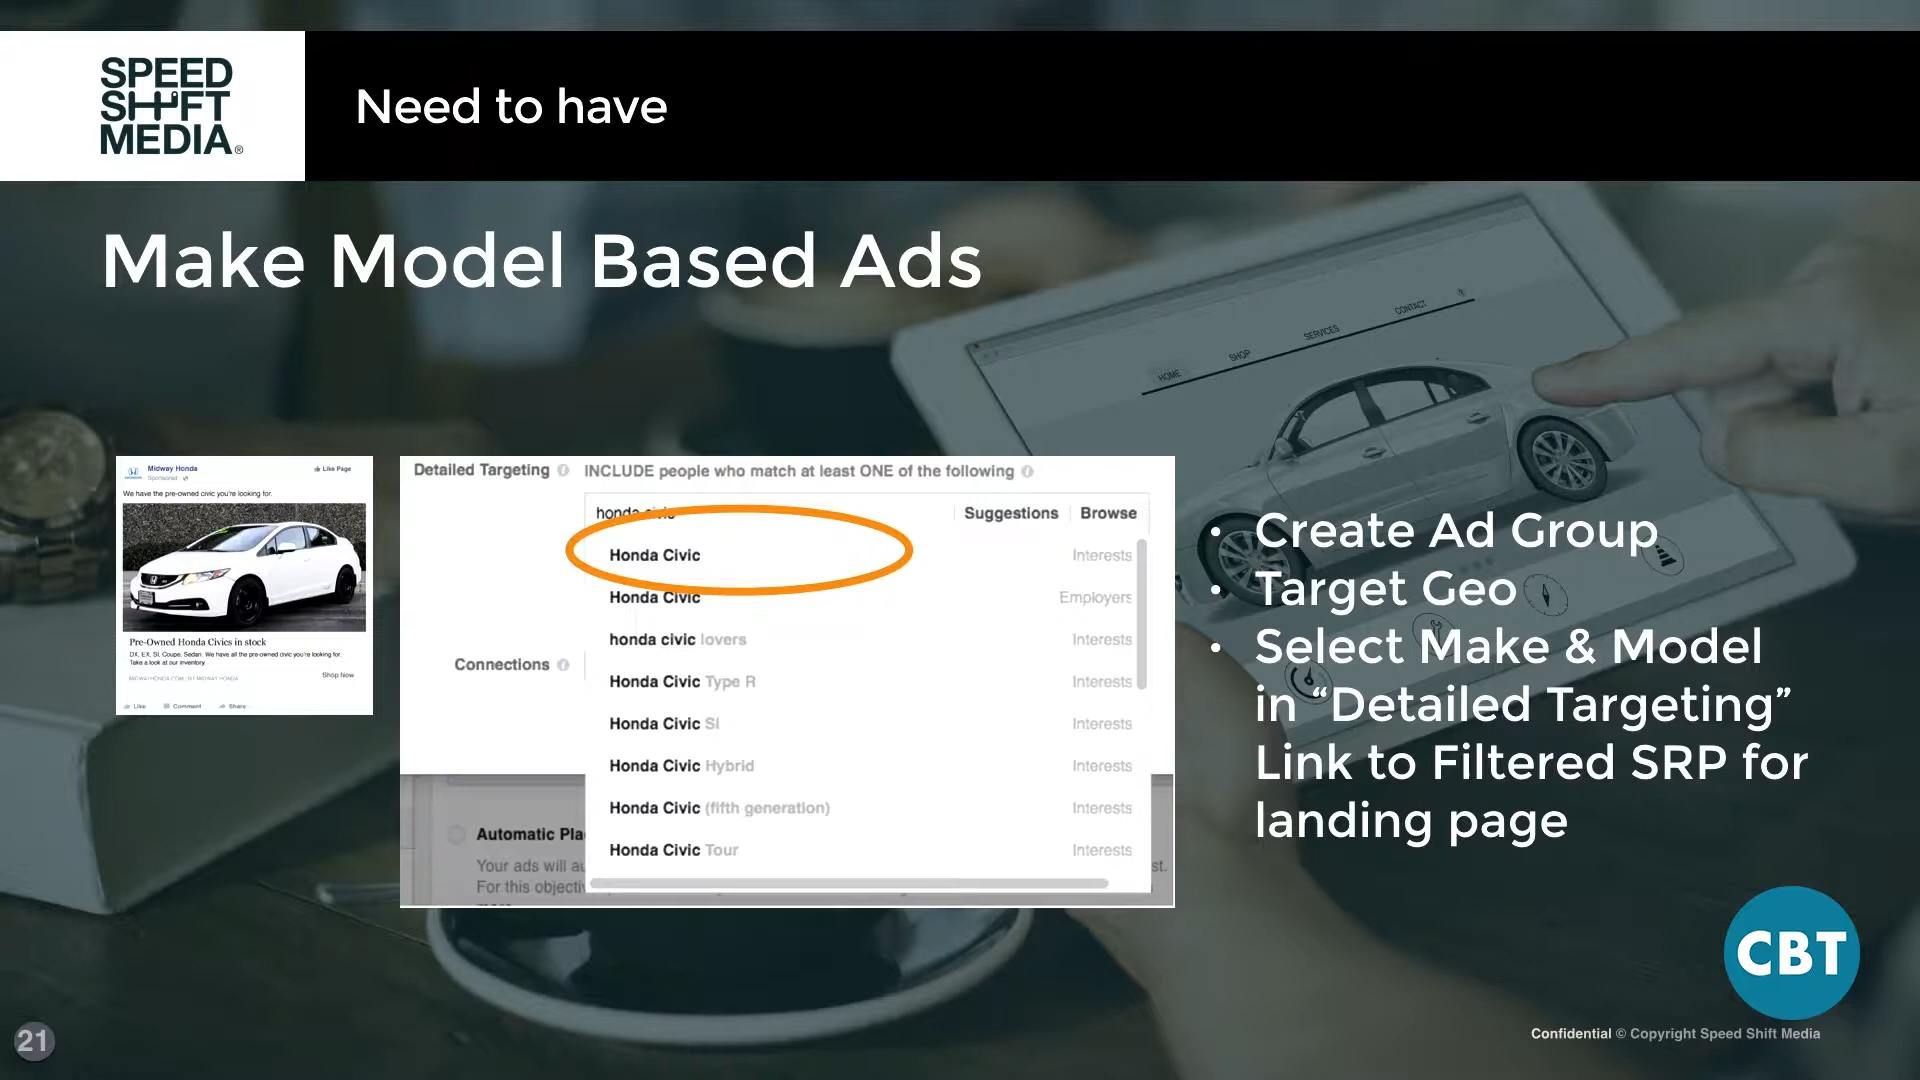 SPEED
SHIFT
MEDIA®
Need to have
Make Model Based Ads
HOME
SHOP
SERVICES
CONTACT
Midway Honda
Sponsored
Like Page
We have the pre-owned civic you're looking for.
Pre-Owned Honda Civics in stock
DX, EX, SI, Coupe, Sedan. We have all the pre-owned civic you're looking for.
Take a look at our inventory
Shop Now
Like
Comment
Share
Detailed Targeting
INCLUDE people who match at least ONE of the following
honda civic
Suggestions
Browse
Honda Civic Interests
Honda Civic Employers
honda civic lovers Interests
Connections
Honda Civic Type R Interests
Honda Civic SI Interests
Honda Civic Hybrid Interests
Honda Civic (fifth generation) Interests
Honda Civic Tour Interests
Automatic Pla
Your ads will au
st.
For this objecti
• Create Ad Group
• Target Geo
• Select Make & Model
in “Detailed Targeting”
Link to Filtered SRP for
landing page
CBT
21
Confidential © Copyright Speed Shift Media